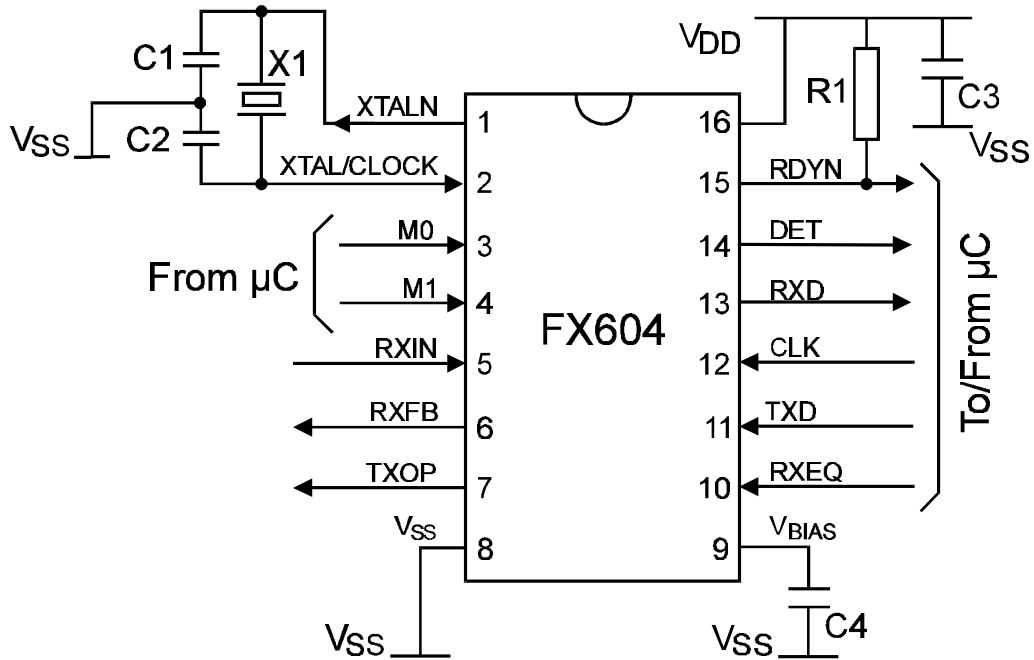 C1
X1
C2
VSS
XTALN
1
XTAL/CLOCK
2
From µC
M0
3
M1
4
RXIN
5
RXFB
6
TXOP
7
VSS
8
VSS
FX604
VDD
16
R1
C3
VSS
15
RDYN
14
DET
13
RXD
12
CLK
11
TXD
10
RXEQ
To/From µC
9
VBIAS
C4
VSS